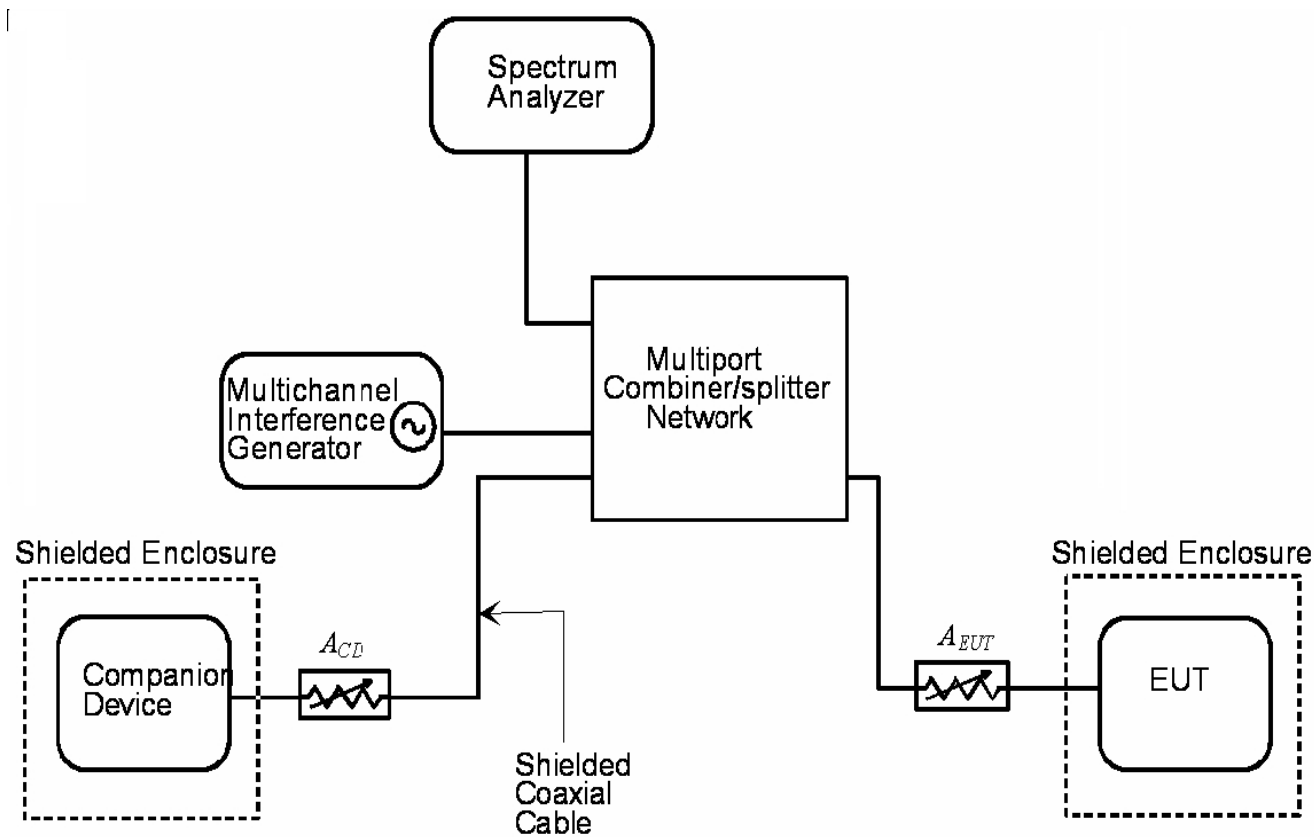 Spectrum
Analyzer
Multiport
Combiner/splitter
Network
Multichannel
Interference
Generator
Shielded Enclosure
Shielded Enclosure
A_CD
A_EUT
Companion
Device
EUT
Shielded
Coaxial
Cable